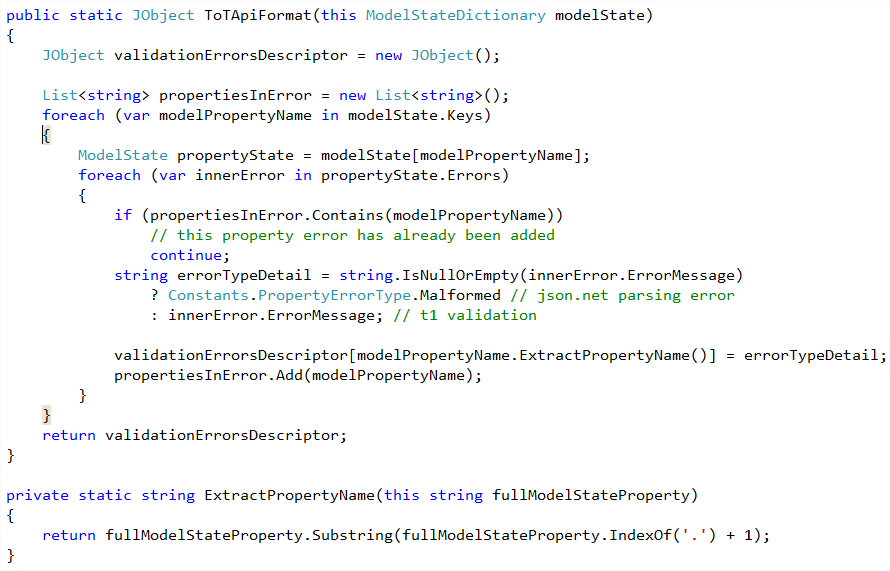 public static JObject ToTApiFormat(this ModelStateDictionary modelState)
{
    JObject validationErrorsDescriptor = new JObject();

    List<string> propertiesInError = new List<string>();
    foreach (var modelPropertyName in modelState.Keys)
    {
        ModelState propertyState = modelState[modelPropertyName];
        foreach (var innerError in propertyState.Errors)
        {
            if (propertiesInError.Contains(modelPropertyName))
                // this property error has already been added
                continue;
            string errorTypeDetail = string.IsNullOrEmpty(innerError.ErrorMessage)
                ? Constants.PropertyErrorType.Malformed // json.net parsing error
                : innerError.ErrorMessage; // t1 validation

            validationErrorsDescriptor[modelPropertyName.ExtractPropertyName()] = errorTypeDetail;
            propertiesInError.Add(modelPropertyName);
        }
    }
    return validationErrorsDescriptor;
}

private static string ExtractPropertyName(this string fullModelStateProperty)
{
    return fullModelStateProperty.Substring(fullModelStateProperty.IndexOf('.') + 1);
}